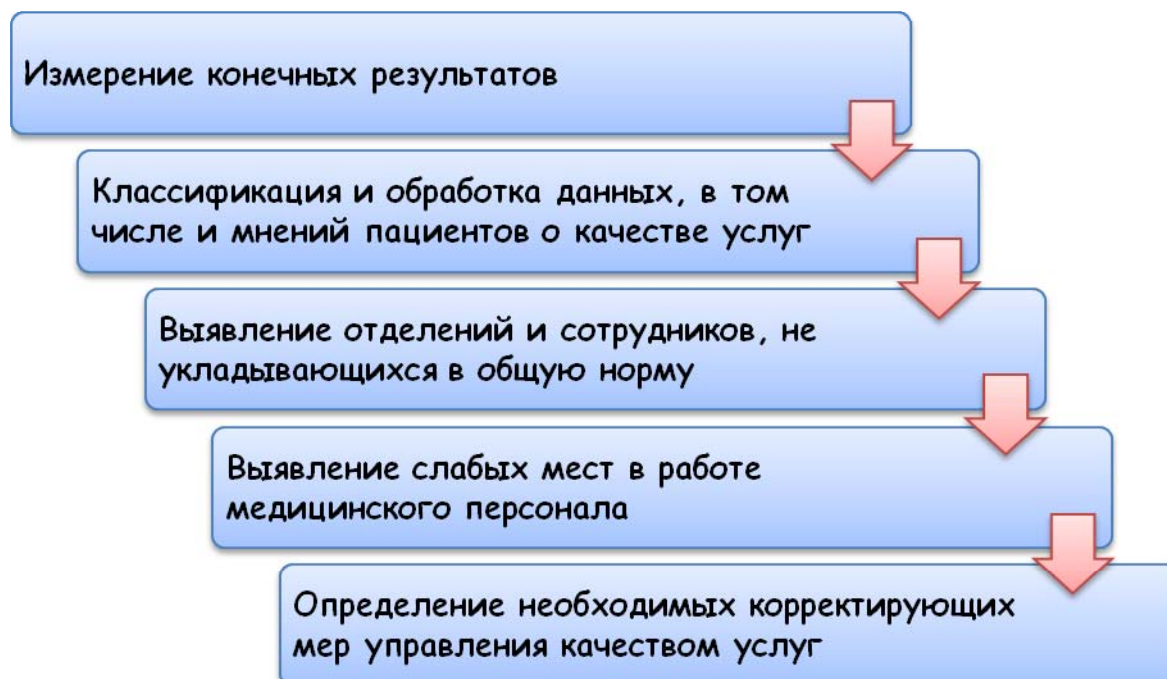 Измерение конечных результатов
Классификация и обработка данных, в том
числе и мнений пациентов о качестве услуг
Выявление отделений и сотрудников, не
укладывающихся в общую норму
Выявление слабых мест в работе
медицинского персонала
Определение необходимых корректирующих
мер управления качеством услуг